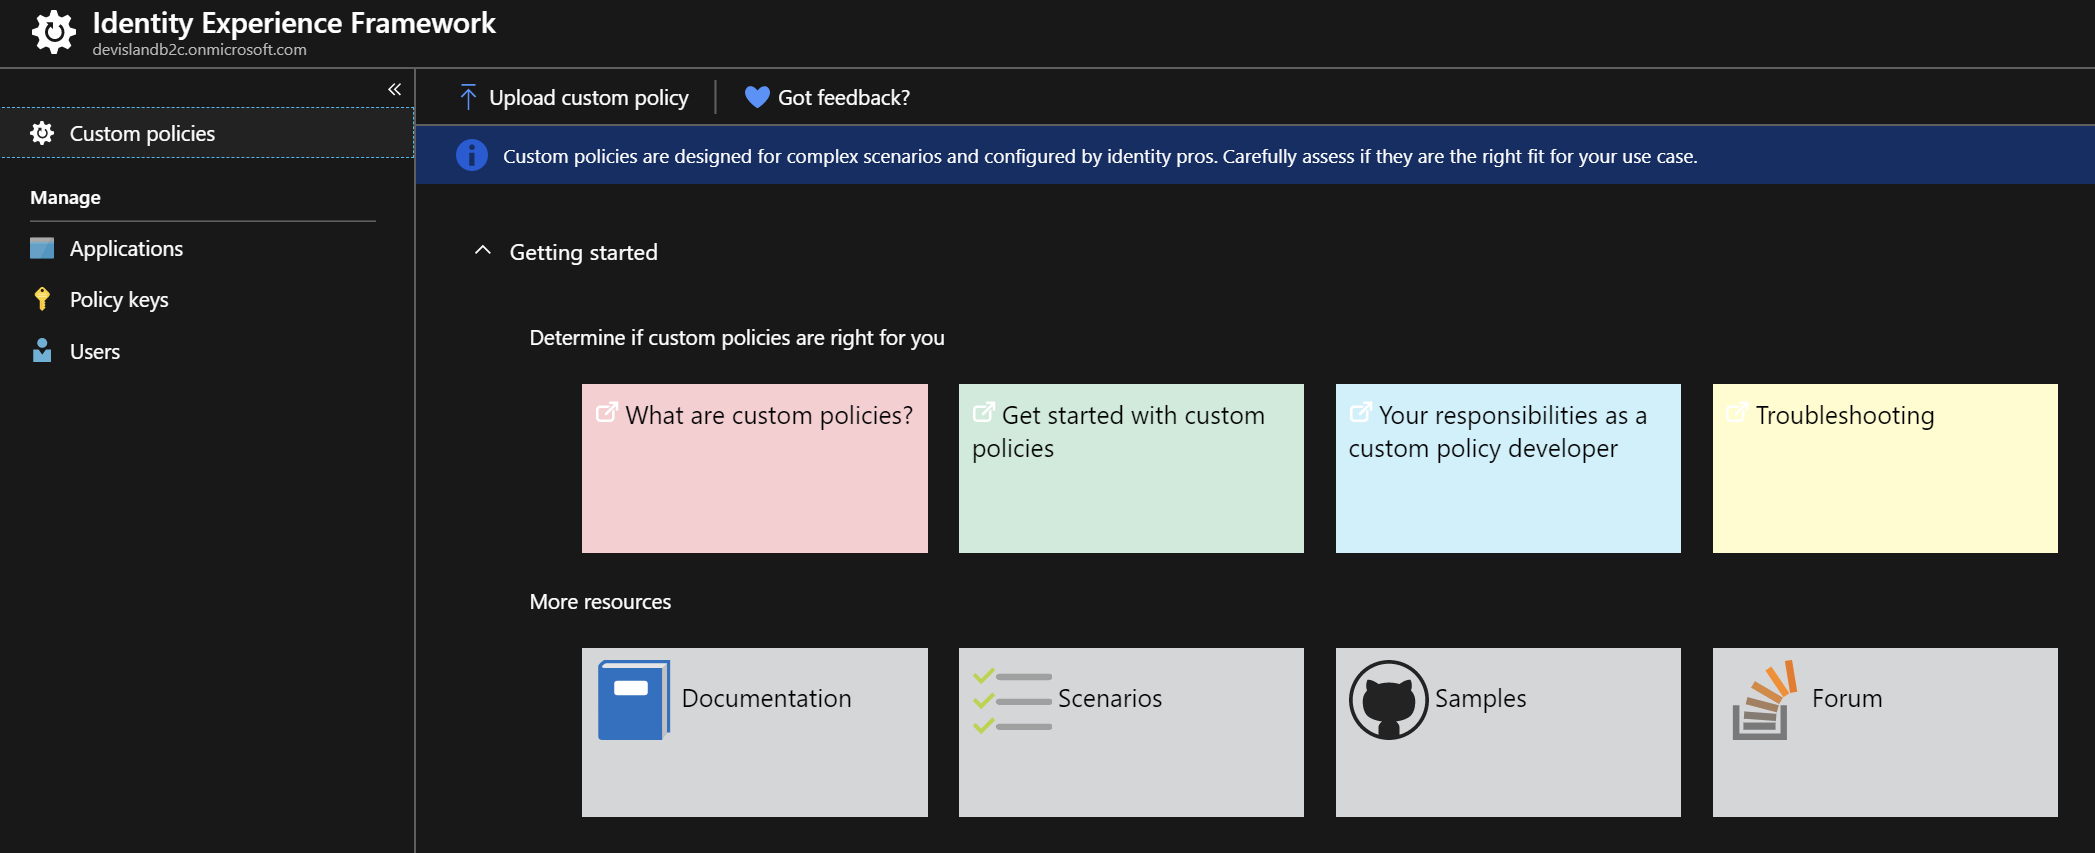 Identity Experience Framework
devislandb2c.onmicrosoft.com
Custom policies
Manage
Applications
Policy keys
Users
Upload custom policy
Got feedback?
Custom policies are designed for complex scenarios and configured by identity pros. Carefully assess if they are the right fit for your use case.
Getting started
Determine if custom policies are right for you
What are custom policies?
Get started with custom
policies
Your responsibilities as a
custom policy developer
Troubleshooting
More resources
Documentation
Scenarios
Samples
Forum